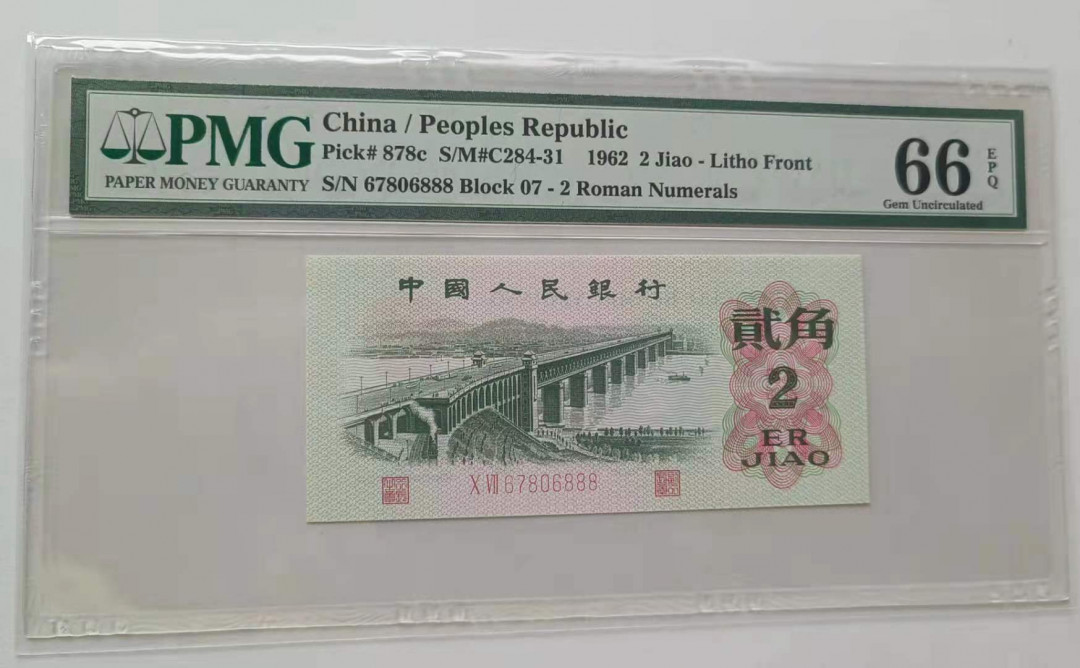 PMG
PAPER MONEY GUARANTY
China / Peoples Republic
Pick# 878c S/M#C284-31 1962 2 Jiao - Litho Front
S/N 67806888 Block 07 - 2 Roman Numerals
66
EPQ
Gem Uncirculated
中國人民銀行
貳角
2
ER
JIAO
X VII 67806888